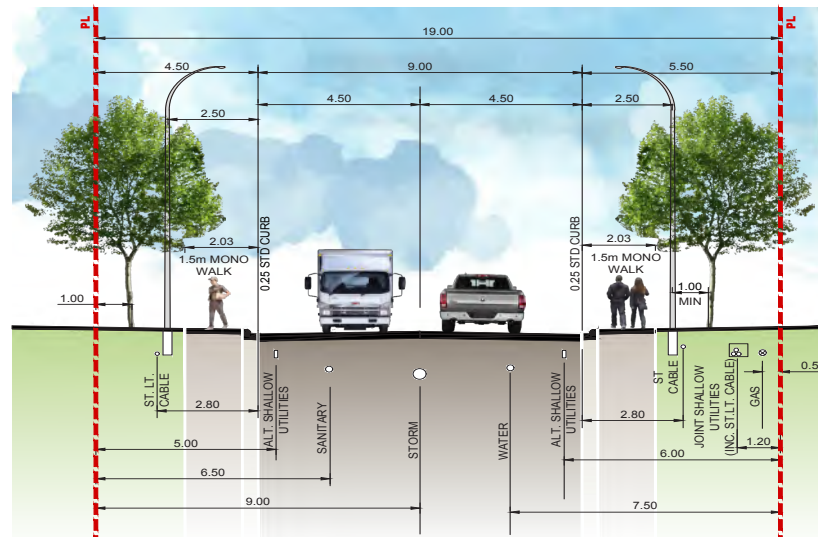 PL
PL
19.00
4.50
9.00
5.50
4.50
4.50
2.50
2.50
2.03
1.5m MONO
WALK
0.25 STD CURB
0.25 STD CURB
2.03
1.5m MONO
WALK
1.00
1.00
MIN
ST. LT.
CABLE
ALT. SHALLOW
UTILITIES
SANITARY
STORM
WATER
ALT. SHALLOW
UTILITIES
ST
CABLE
JOINT SHALLOW
UTILITIES
(INC. ST.LT. CABLE)
GAS
0.5
2.80
2.80
1.20
5.00
6.00
6.50
9.00
7.50